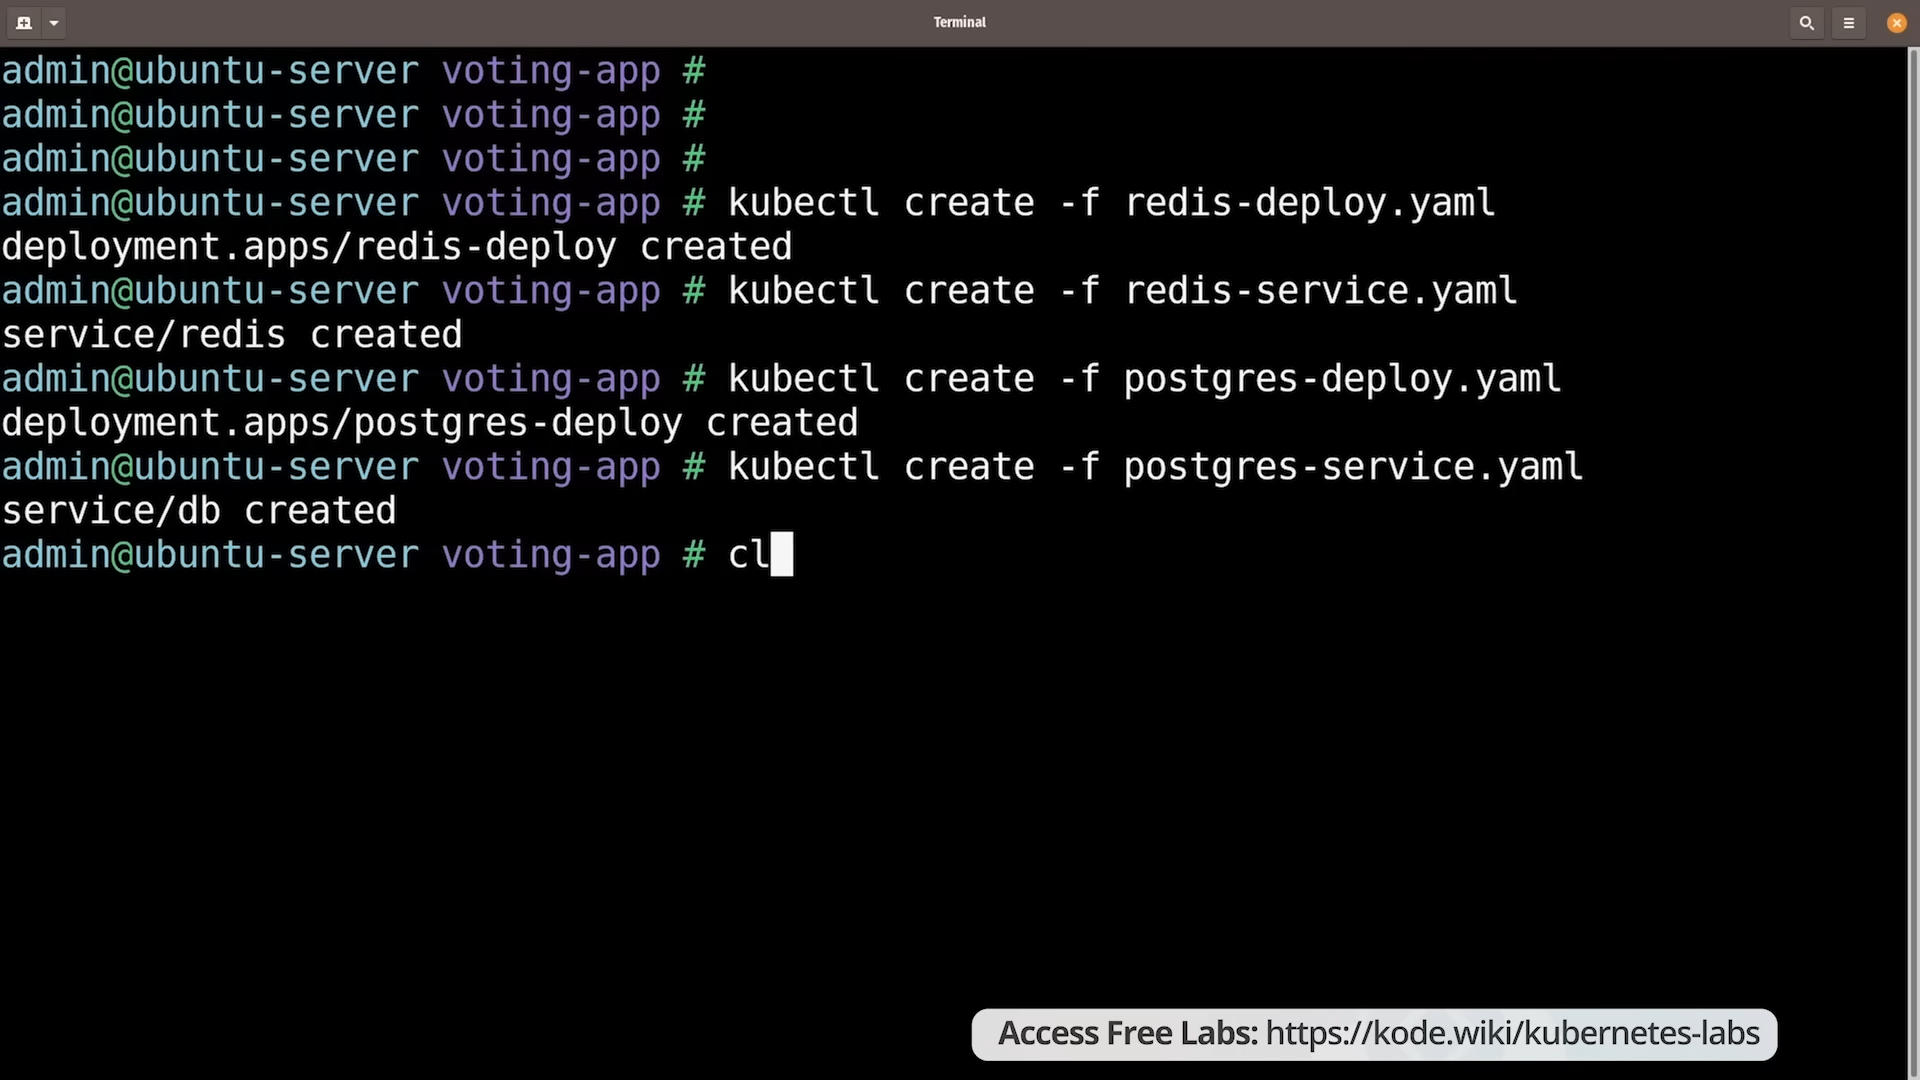 Terminal
admin@ubuntu-server voting-app #
admin@ubuntu-server voting-app #
admin@ubuntu-server voting-app #
admin@ubuntu-server voting-app # kubectl create -f redis-deploy.yaml
deployment.apps/redis-deploy created
admin@ubuntu-server voting-app # kubectl create -f redis-service.yaml
service/redis created
admin@ubuntu-server voting-app # kubectl create -f postgres-deploy.yaml
deployment.apps/postgres-deploy created
admin@ubuntu-server voting-app # kubectl create -f postgres-service.yaml
service/db created
admin@ubuntu-server voting-app # cl
Access Free Labs: https://kode.wiki/kubernetes-labs